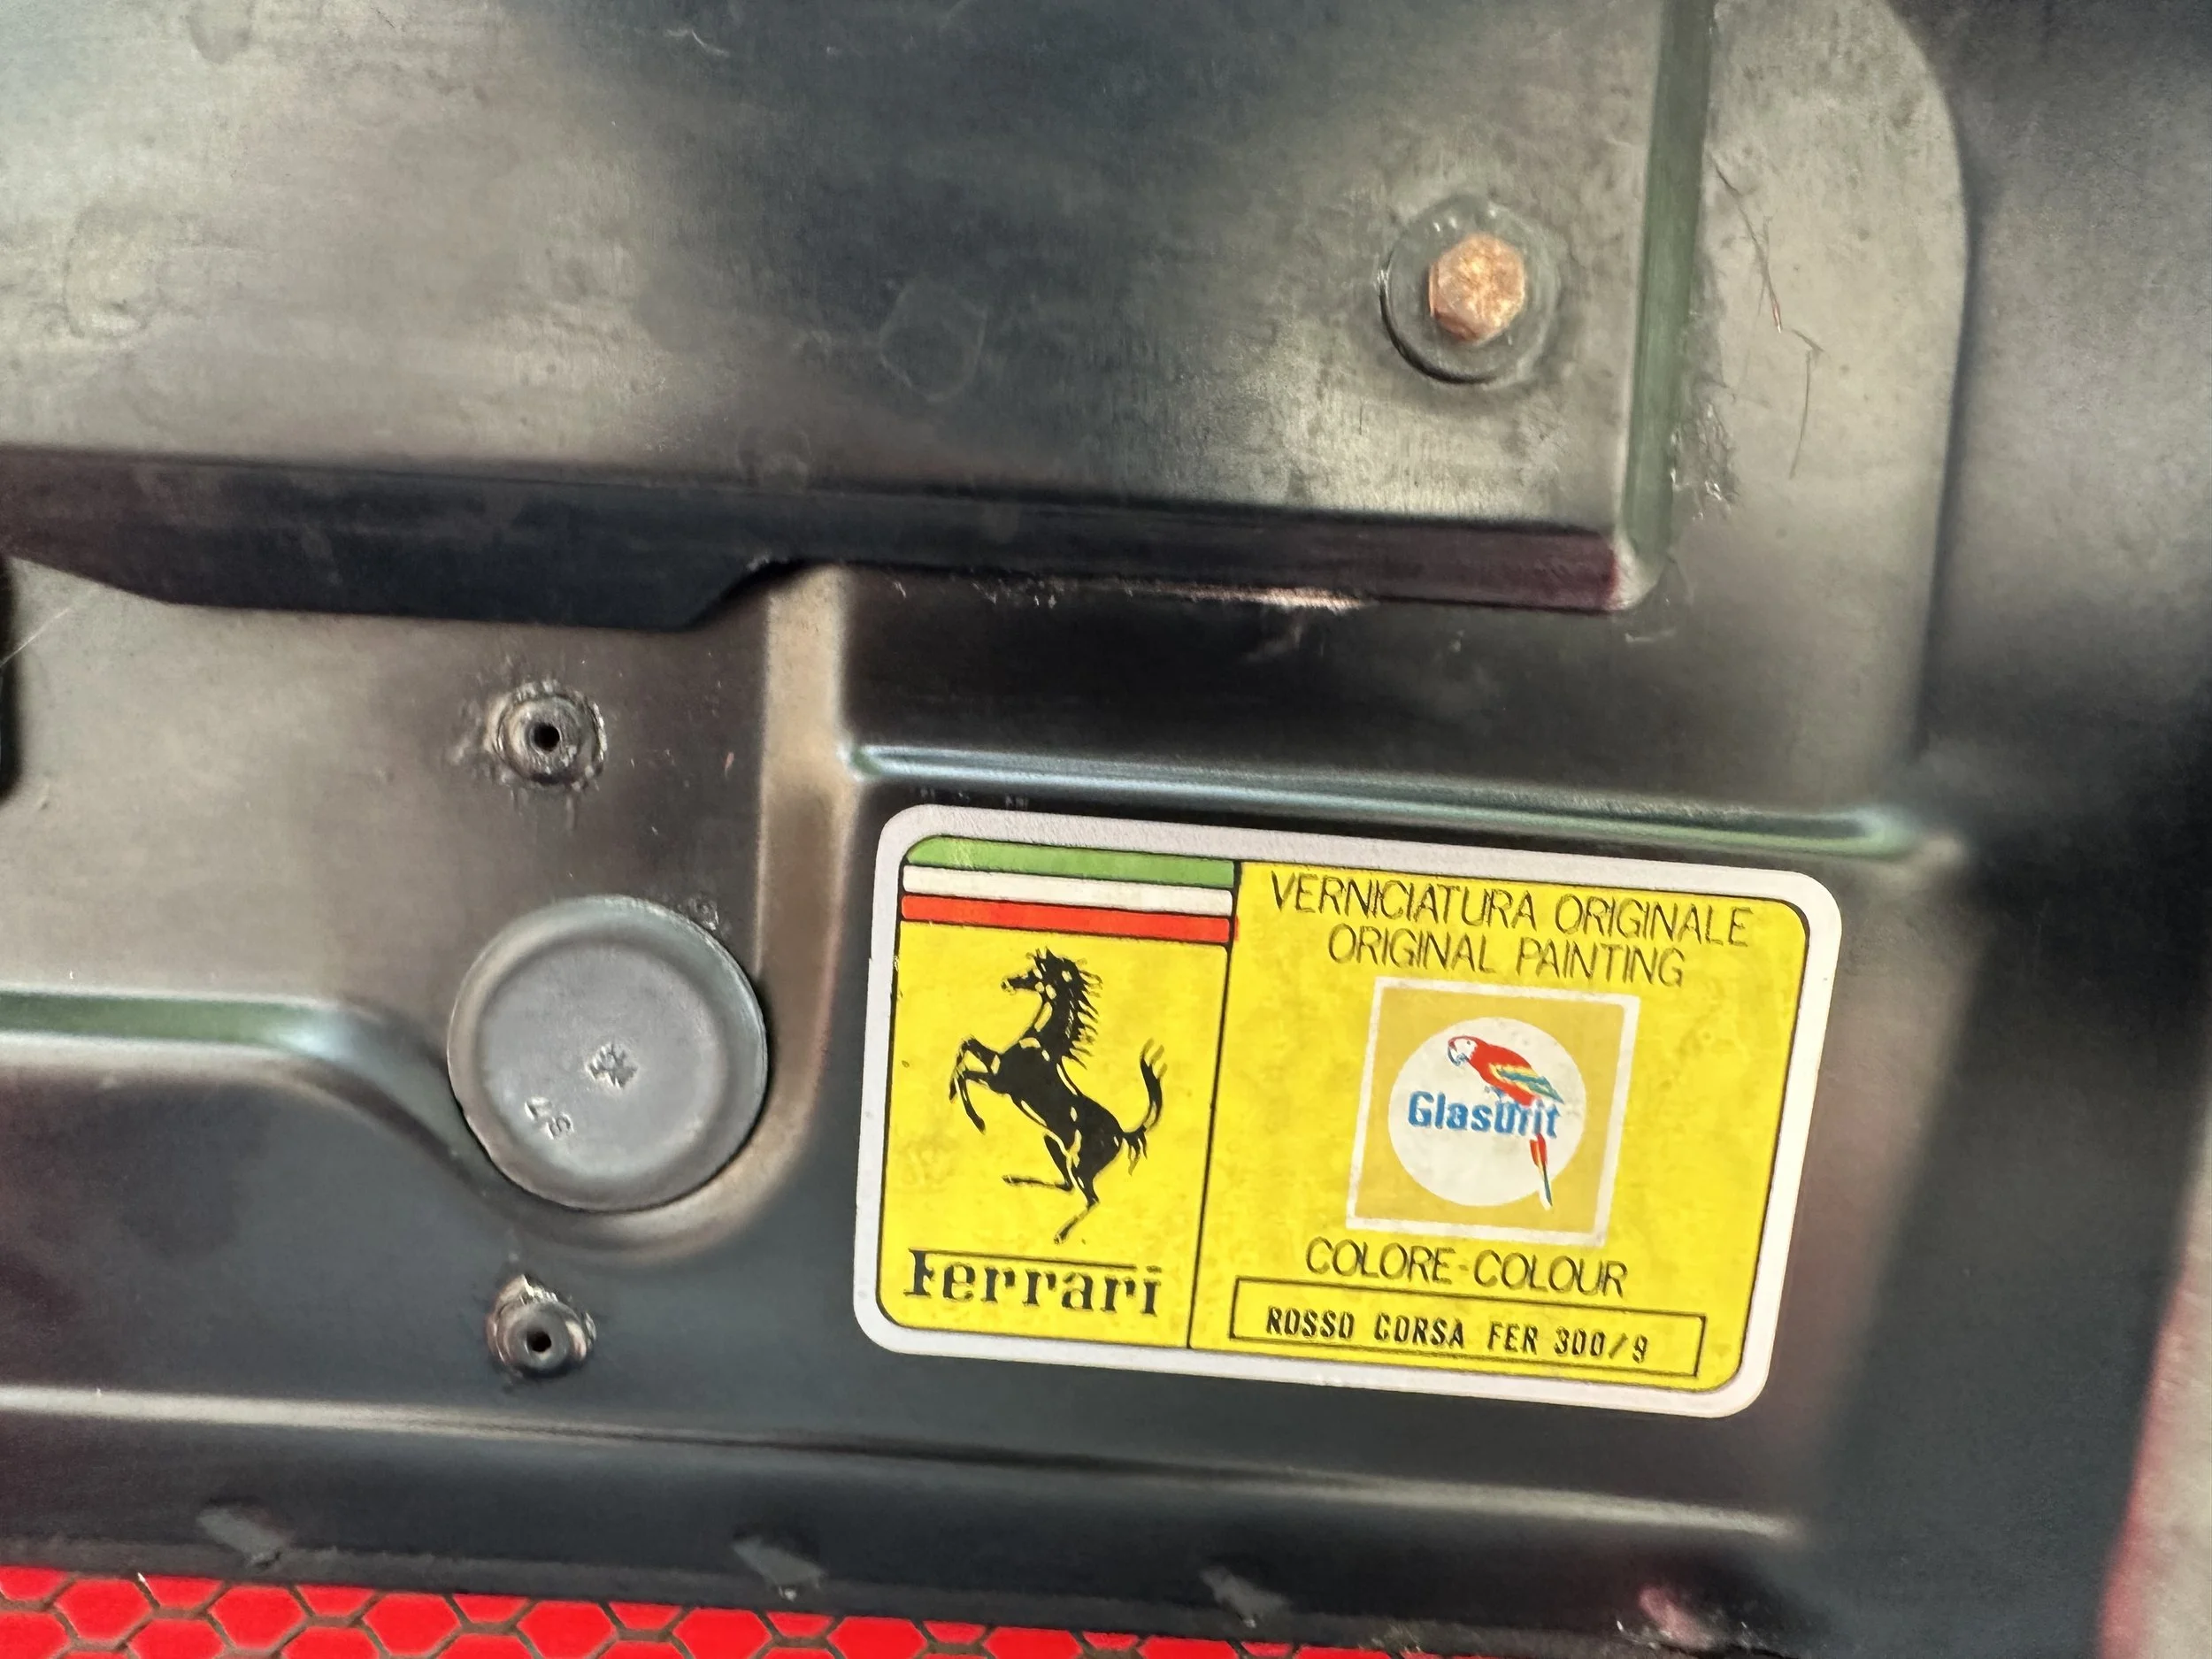 VERNICIATURA ORIGINALE
ORIGINAL PAINTING
Glasurit
Ferrari
COLORE-COLOUR
ROSSO CORSA FER 300/9